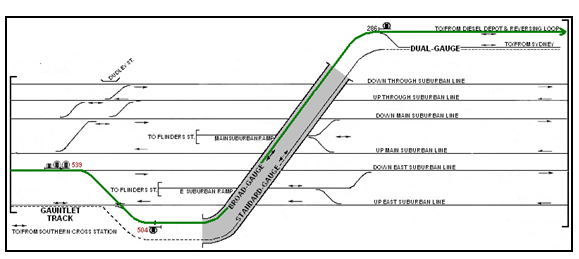 286
TO/FROM DIESEL DEPOT & REVERSING LOOP
DUAL-GAUGE
TO/FROM SYDNEY
DUDLEY ST.
DOWN THROUGH SUBURBAN LINE
UP THROUGH SUBURBAN LINE
DOWN MAIN SUBURBAN LINE
TO FLINDERS ST.
MAIN SUBURBAN RAMP
UP MAIN SUBURBAN LINE
539
DOWN EAST SUBURBAN LINE
TO FLINDERS ST.
E SUBURBAN RAMP
BROAD-GAUGE
STANDARD-GAUGE
UP EAST SUBURBAN LINE
GAUNTLET
TRACK
TO/FROM SOUTHERN CROSS STATION
504